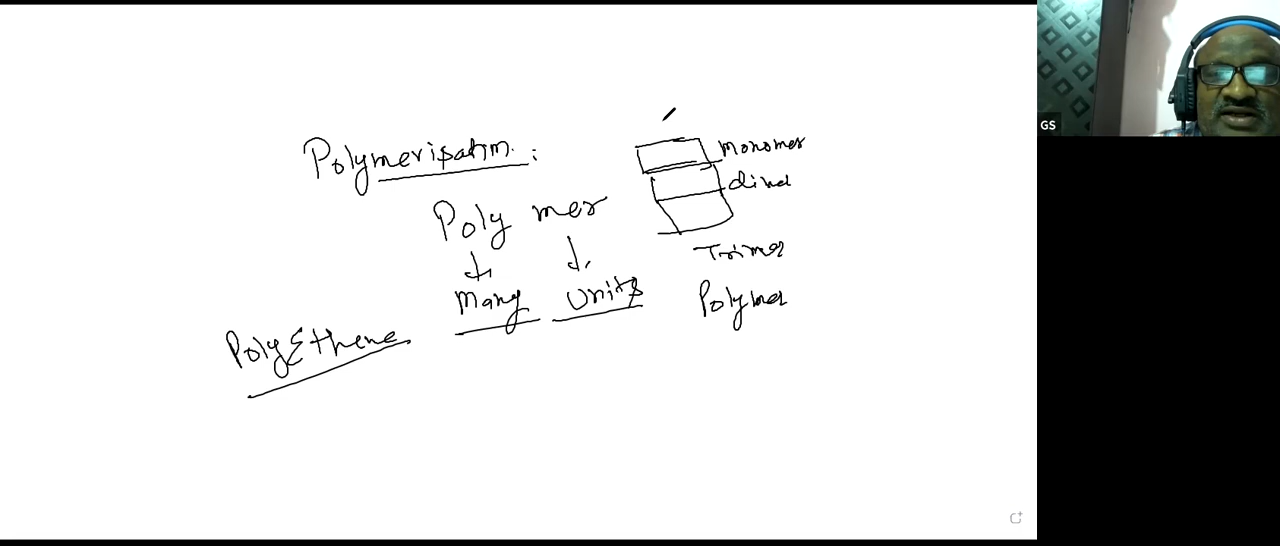 Polymerisation :
Poly mer
Many Units
PolyEthene
Monomer
dimer
Trimer
Polymer
GS